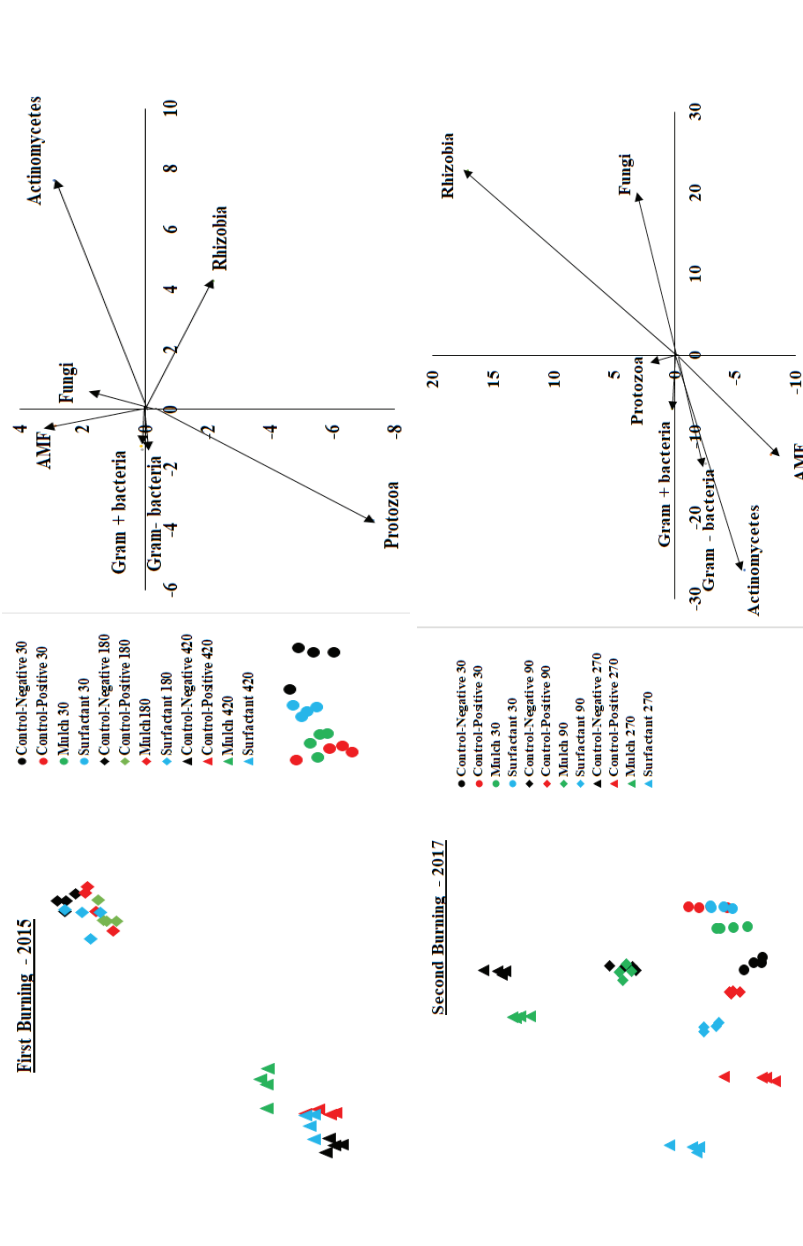 First Burning - 2015
Control-Negative 30
Control-Positive 30
Mulch 30
Surfactant 30
Control-Negative 180
Control-Positive 180
Mulch180
Surfactant 180
Control-Negative 420
Control-Positive 420
Mulch 420
Surfactant 420
Actinomycetes
AMF
Fungi
Gram + bacteria
Gram- bacteria
Rhizobia
Protozoa
4
2
0
-2
-4
-6
-8
-6
-4
-2
0
2
4
6
8
10
Second Burning - 2017
Control-Negative 30
Control-Positive 30
Mulch 30
Surfactant 30
Control-Negative 90
Control-Positive 90
Mulch 90
Surfactant 90
Control-Negative 270
Control-Positive 270
Mulch 270
Surfactant 270
Rhizobia
Fungi
Protozoa
Gram + bacteria
Gram - bacteria
Actinomycetes
AMF
20
15
10
5
0
-5
-10
-30
-20
-10
0
10
20
30